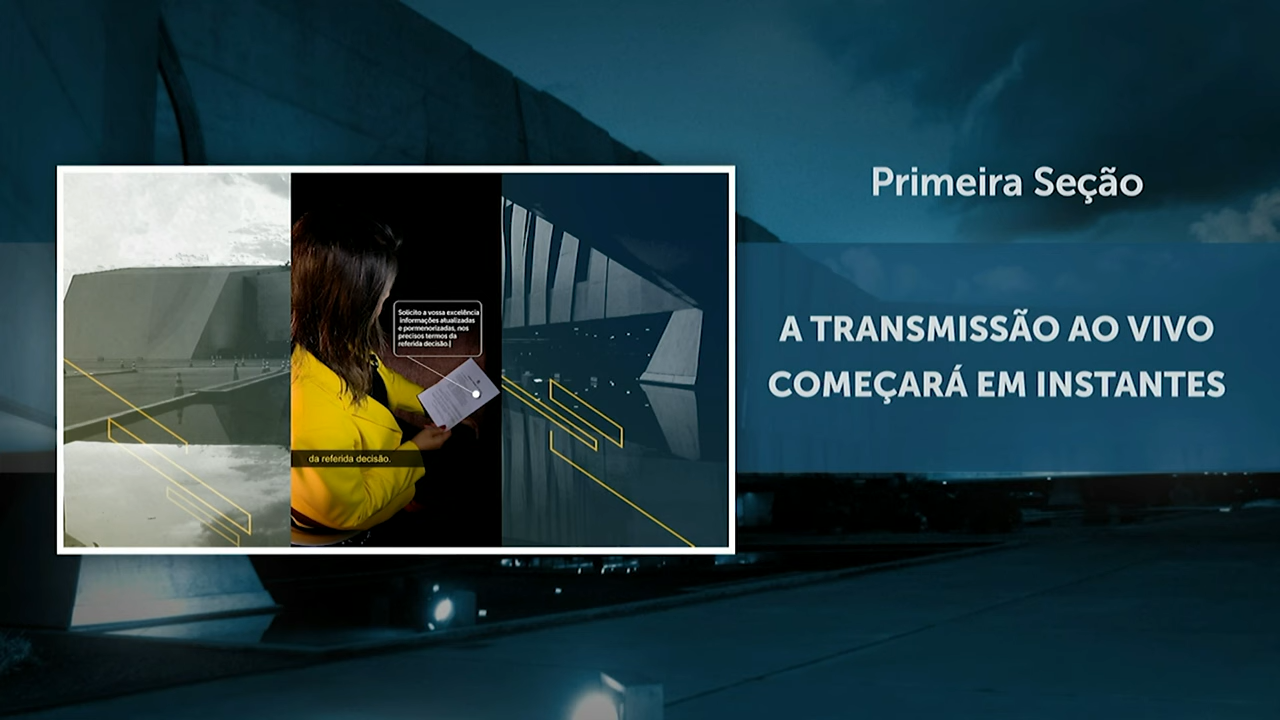 Primeira Seção
A TRANSMISSÃO AO VIVO
COMEÇARÁ EM INSTANTES
Solicito a vossa excelência
informações atualizadas
e pormenorizadas, nos
precisos termos da
referida decisão.
da referida decisão.